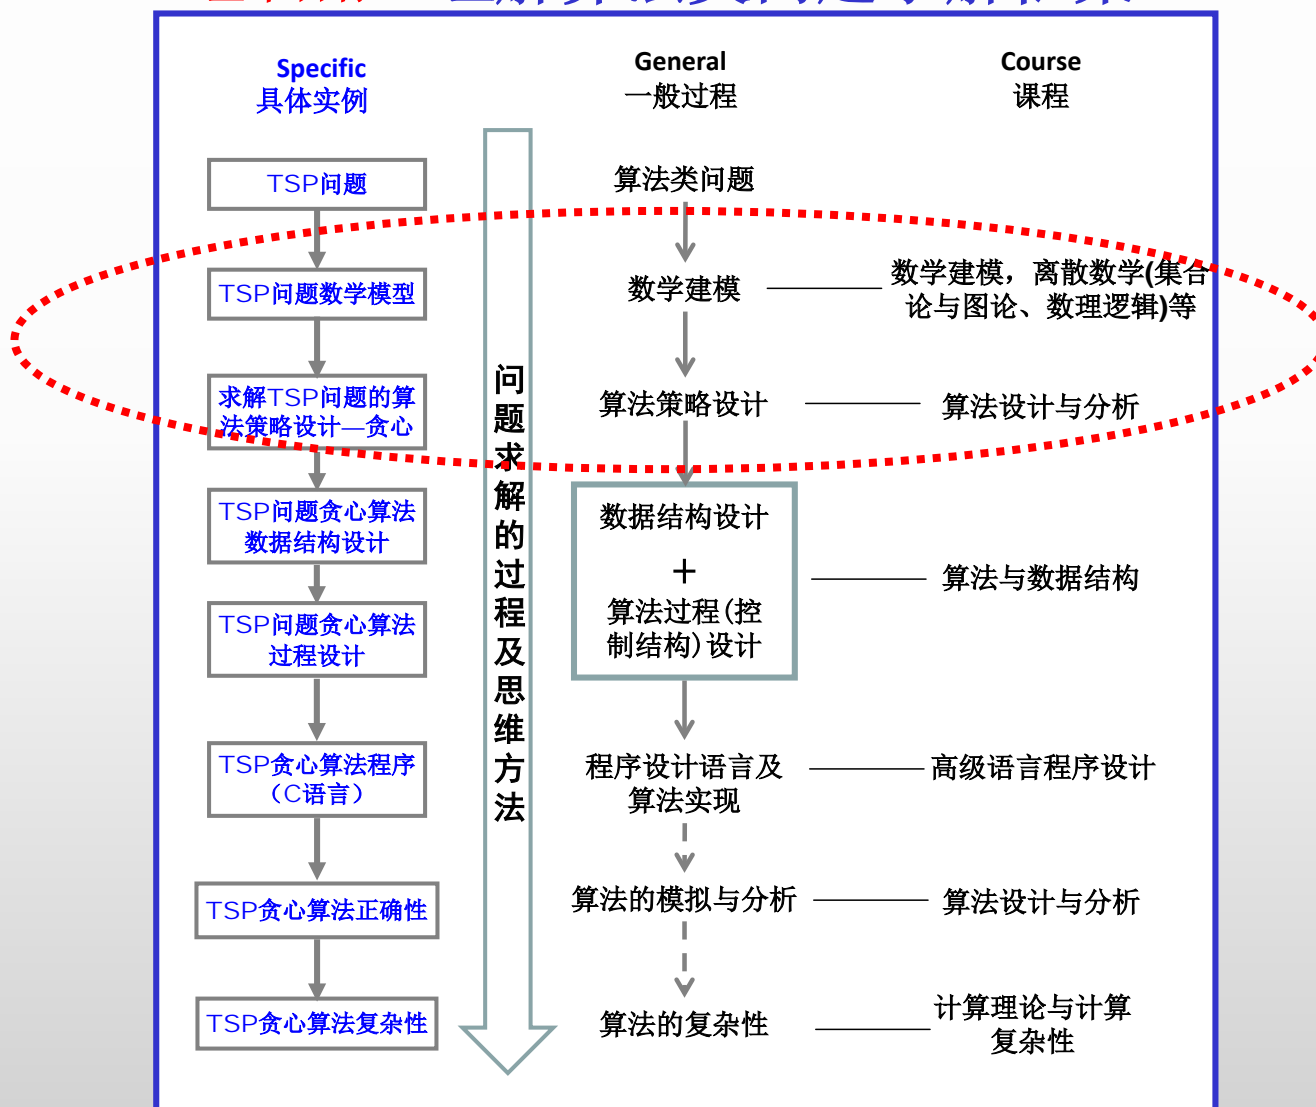 Specific
具体实例
General
一般过程
Course
课程
TSP问题
TSP问题数学模型
求解TSP问题的算
法策略设计—贪心
TSP问题贪心算法
数据结构设计
TSP问题贪心算法
过程设计
TSP贪心算法程序
（C语言）
TSP贪心算法正确性
TSP贪心算法复杂性
问题求解的过程及思维方法
算法类问题
数学建模
算法策略设计
数据结构设计
+
算法过程(控
制结构)设计
程序设计语言及
算法实现
算法的模拟与分析
算法的复杂性
数学建模，离散数学(集合
论与图论、数理逻辑)等
算法设计与分析
算法与数据结构
高级语言程序设计
算法设计与分析
计算理论与计算
复杂性